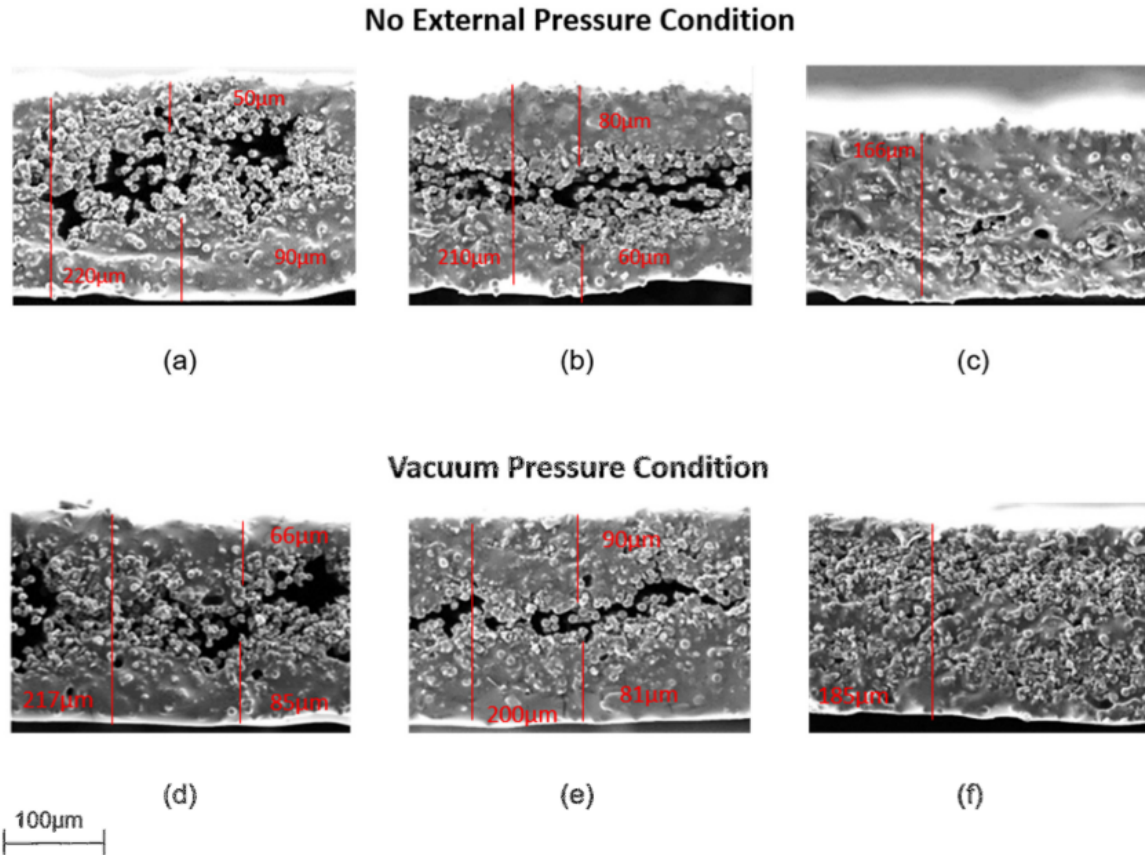 No External Pressure Condition
50μm
90μm
220μm
80μm
210μm
60μm
166μm
(a)
(b)
(c)
Vacuum Pressure Condition
66μm
217μm
85μm
90μm
81μm
200μm
185μm
(d)
(e)
(f)
100μm